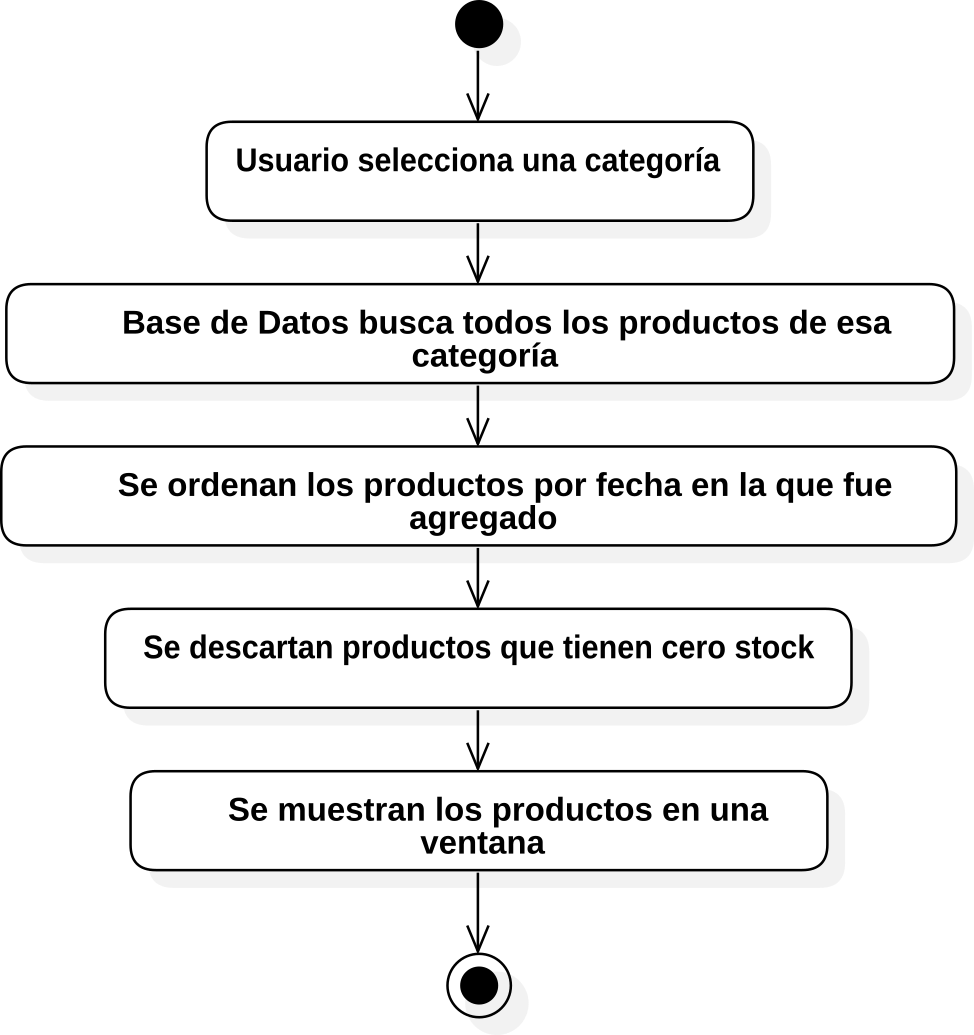 Usuario selecciona una categoría
Base de Datos busca todos los productos de esa
categoría
Se ordenan los productos por fecha en la que fue
agregado
Se descartan productos que tienen cero stock
Se muestran los productos en una
ventana